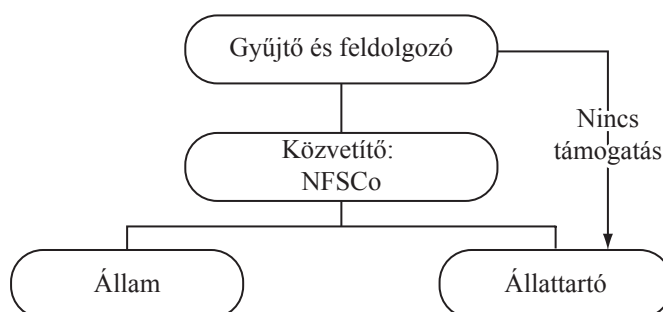 Gyűjtő és feldolgozó
Nincs
támogatás
Közvetítő:
NFSCo
Állam
Állattartó